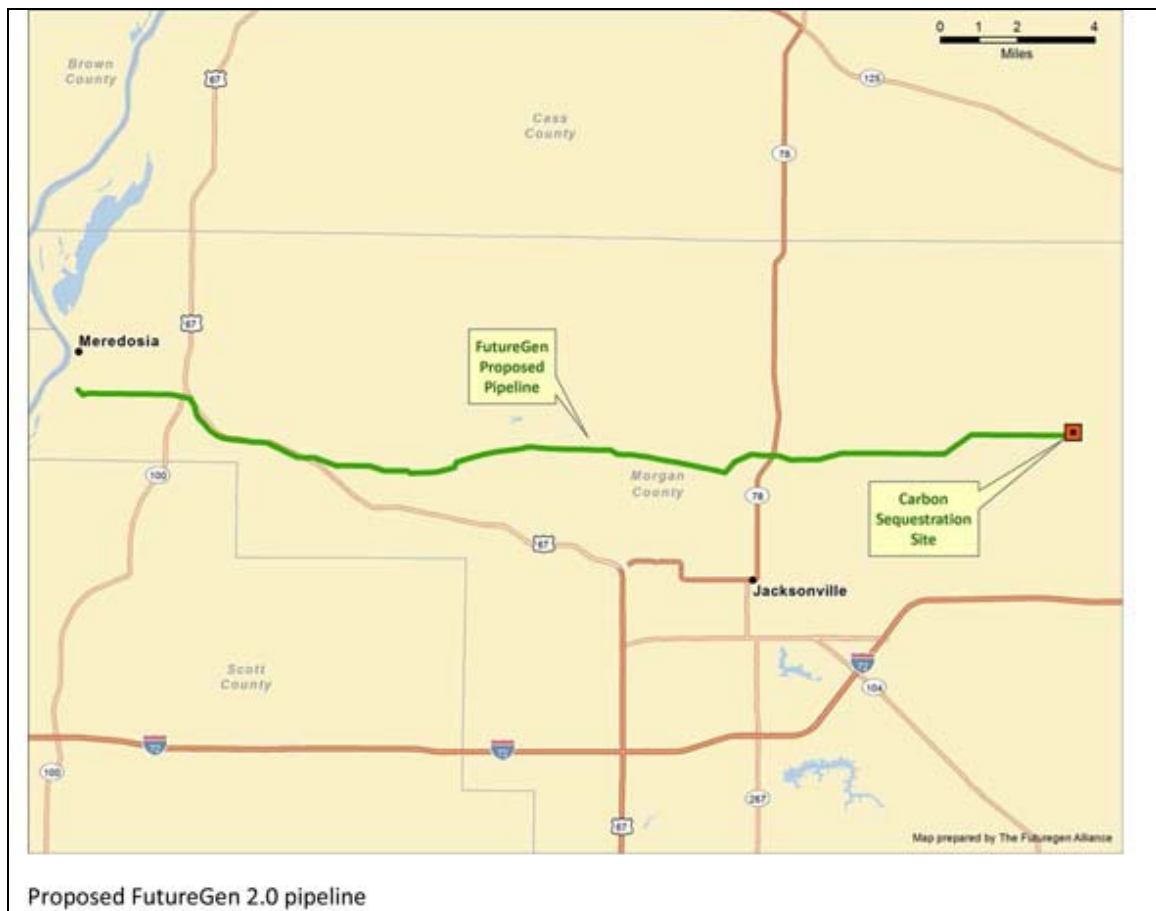 0 1 2 4
Miles
Brown
County
67
125
Cass
County
78
67
Meredosia
FutureGen
Proposed
Pipeline
100
Morgan
County
78
Carbon
Sequestration
Site
67
Jacksonville
Scott
County
72
104
72
72
100
267
67
Map prepared by The Futuregen Alliance
Proposed FutureGen 2.0 pipeline